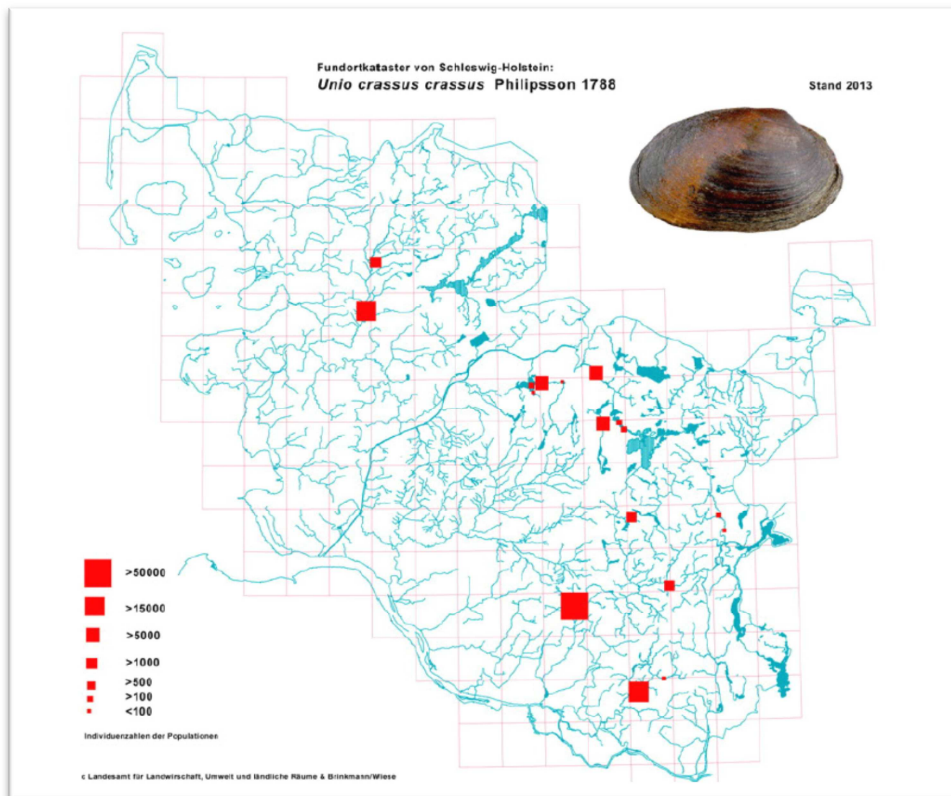 Fundortkataster von Schleswig-Holstein:
Unio crassus crassus Philipsson 1788
Stand 2013
>50000
>15000
>5000
>1000
>500
>100
<100
Individuenzahlen der Populationen
c Landesamt für Landwirschaft, Umwelt und ländliche Räume & Brinkmann/Wiese